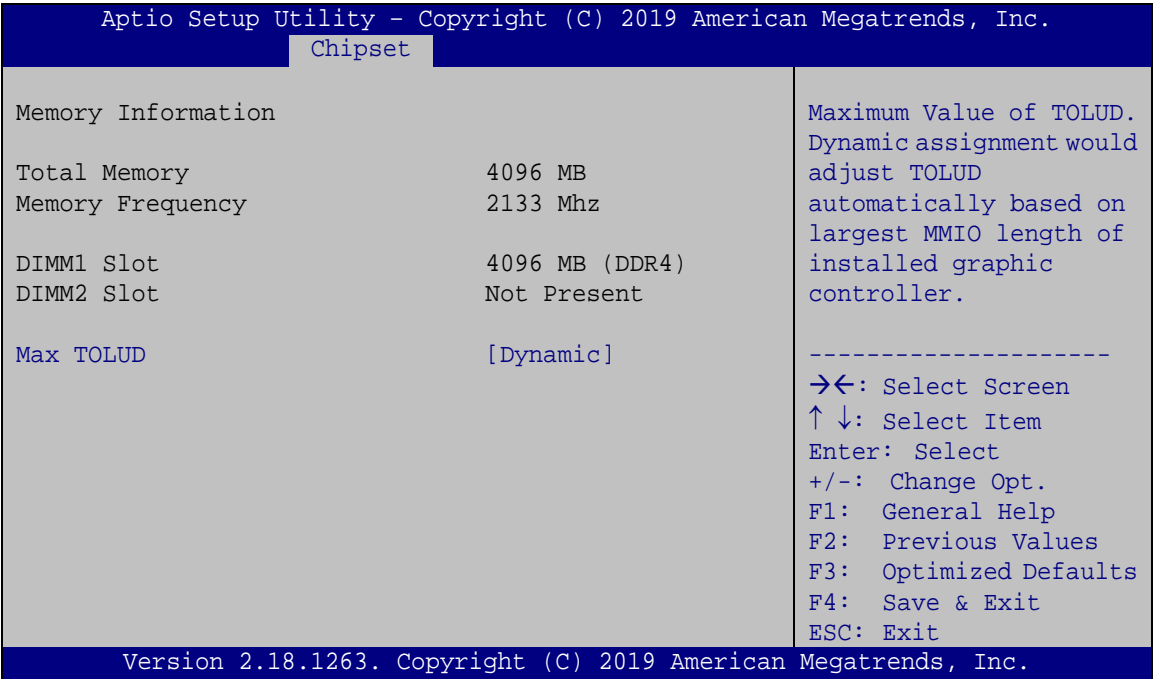 Aptio Setup Utility – Copyright (C) 2019 American Megatrends, Inc.
Chipset
Memory Information
Total Memory 4096 MB
Memory Frequency 2133 Mhz
DIMM1 Slot 4096 MB (DDR4)
DIMM2 Slot Not Present
Max TOLUD [Dynamic]
Maximum Value of TOLUD.
Dynamic assignment would
adjust TOLUD
automatically based on
largest MMIO length of
installed graphic
controller.
---------------------
→←: Select Screen
↑ ↓: Select Item
Enter: Select
+/-: Change Opt.
F1: General Help
F2: Previous Values
F3: Optimized Defaults
F4: Save & Exit
ESC: Exit
Version 2.18.1263. Copyright (C) 2019 American Megatrends, Inc.